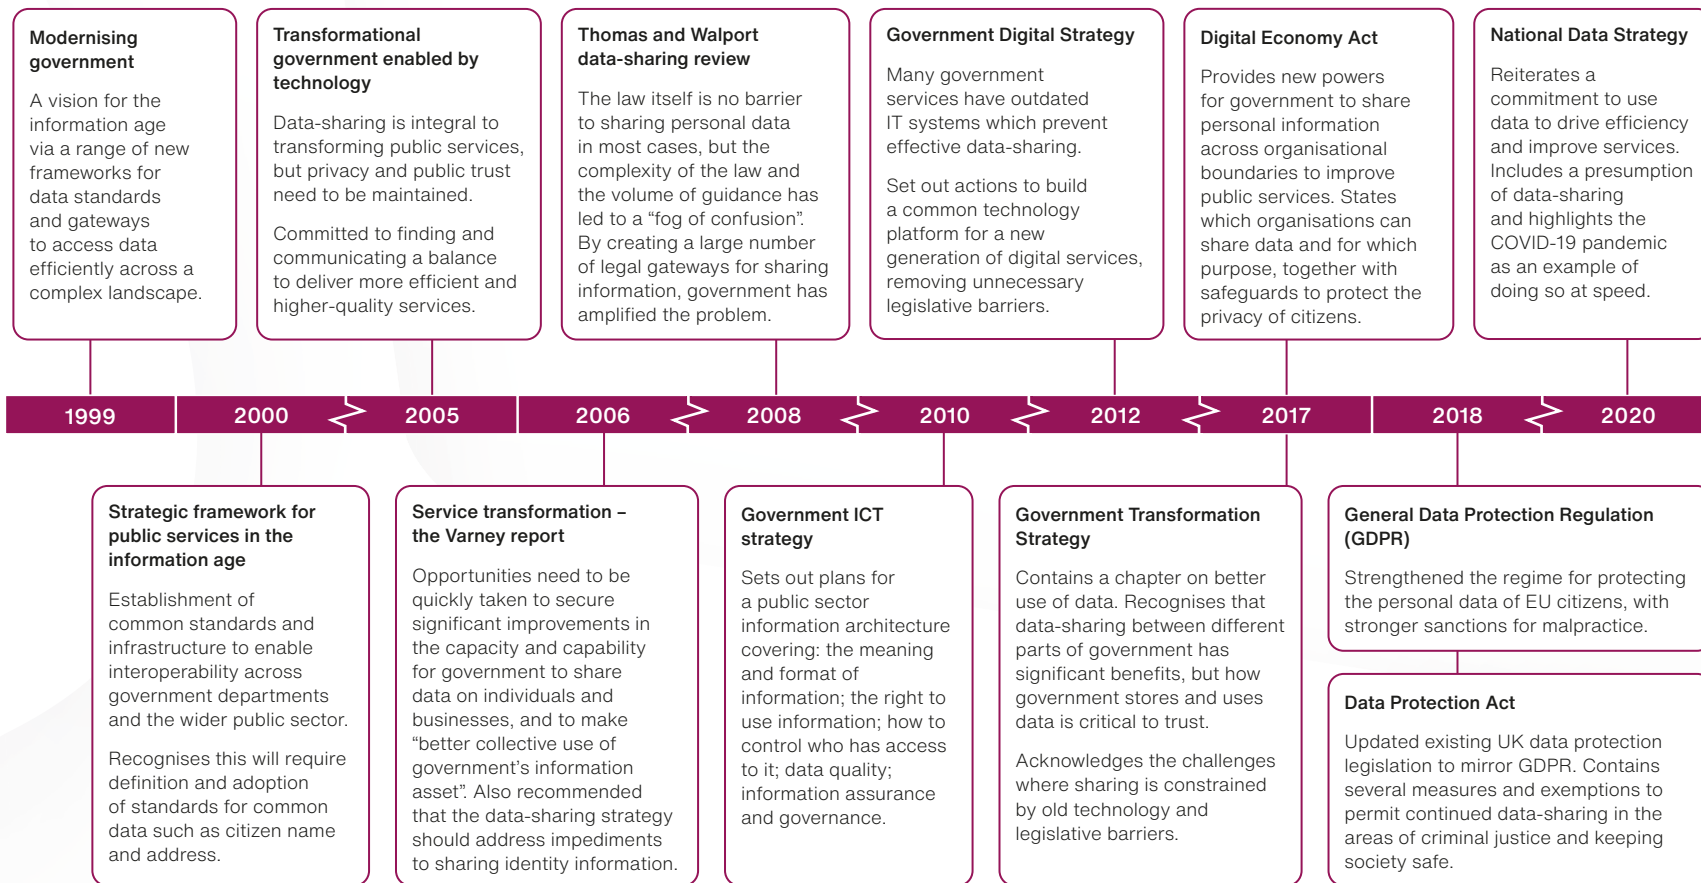 Modernising
government
A vision for the
information age
via a range of new
frameworks for
data standards
and gateways
to access data
efficiently across a
complex landscape.
Transformational
government enabled by
technology
Data-sharing is integral to
transforming public services,
but privacy and public trust
need to be maintained.
Committed to finding and
communicating a balance
to deliver more efficient and
higher-quality services.
Thomas and Walport
data-sharing review
The law itself is no barrier
to sharing personal data
in most cases, but the
complexity of the law and
the volume of guidance has
led to a “fog of confusion”.
By creating a large number
of legal gateways for sharing
information, government has
amplified the problem.
Government Digital Strategy
Many government
services have outdated
IT systems which prevent
effective data-sharing.
Set out actions to build
a common technology
platform for a new
generation of digital services,
removing unnecessary
legislative barriers.
Digital Economy Act
Provides new powers
for government to share
personal information
across organisational
boundaries to improve
public services. States
which organisations can
share data and for which
purpose, together with
safeguards to protect the
privacy of citizens.
National Data Strategy
Reiterates a
commitment to use
data to drive efficiency
and improve services.
Includes a presumption
of data-sharing
and highlights the
COVID-19 pandemic
as an example of
doing so at speed.
1999 2000 2005 2006 2008 2010 2012 2017 2018 2020
Strategic framework for
public services in the
information age
Establishment of
common standards and
infrastructure to enable
interoperability across
government departments
and the wider public sector.
Recognises this will require
definition and adoption
of standards for common
data such as citizen name
and address.
Service transformation –
the Varney report
Opportunities need to be
quickly taken to secure
significant improvements in
the capacity and capability
for government to share
data on individuals and
businesses, and to make
“better collective use of
government’s information
asset”. Also recommended
that the data-sharing strategy
should address impediments
to sharing identity information.
Government ICT
strategy
Sets out plans for
a public sector
information architecture
covering: the meaning
and format of
information; the right to
use information; how to
control who has access
to it; data quality;
information assurance
and governance.
Government Transformation
Strategy
Contains a chapter on better
use of data. Recognises that
data-sharing between different
parts of government has
significant benefits, but how
government stores and uses
data is critical to trust.
Acknowledges the challenges
where sharing is constrained
by old technology and
legislative barriers.
General Data Protection Regulation
(GDPR)
Strengthened the regime for protecting
the personal data of EU citizens, with
stronger sanctions for malpractice.
Data Protection Act
Updated existing UK data protection
legislation to mirror GDPR. Contains
several measures and exemptions to
permit continued data-sharing in the
areas of criminal justice and keeping
society safe.